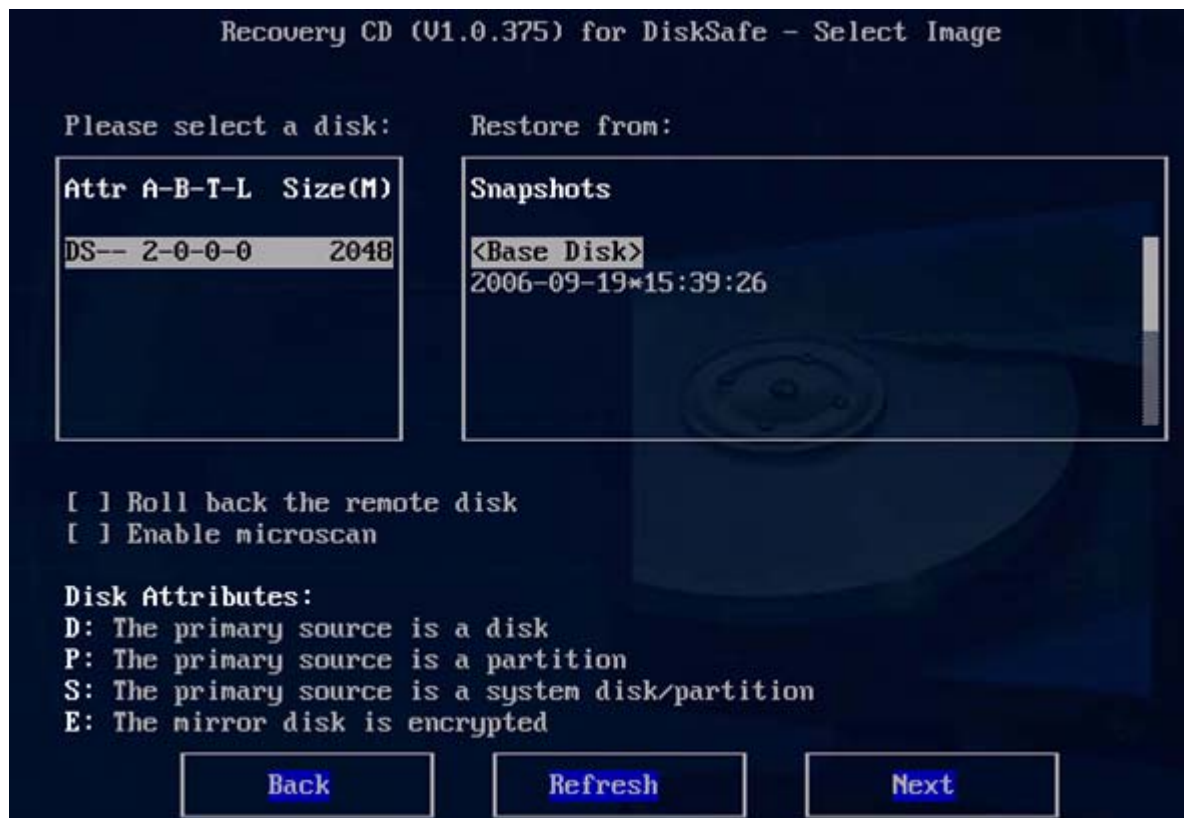 Recovery CD (V1.0.375) for DiskSafe - Select Image
Please select a disk:
Attr A-B-T-L Size(M)
DS-- 2-0-0-0 2048
Restore from:
Snapshots
<Base Disk>
2006-09-19*15:39:26
[ ] Roll back the remote disk
[ ] Enable microscan
Disk Attributes:
D: The primary source is a disk
P: The primary source is a partition
S: The primary source is a system disk/partition
E: The mirror disk is encrypted
Back
Refresh
Next